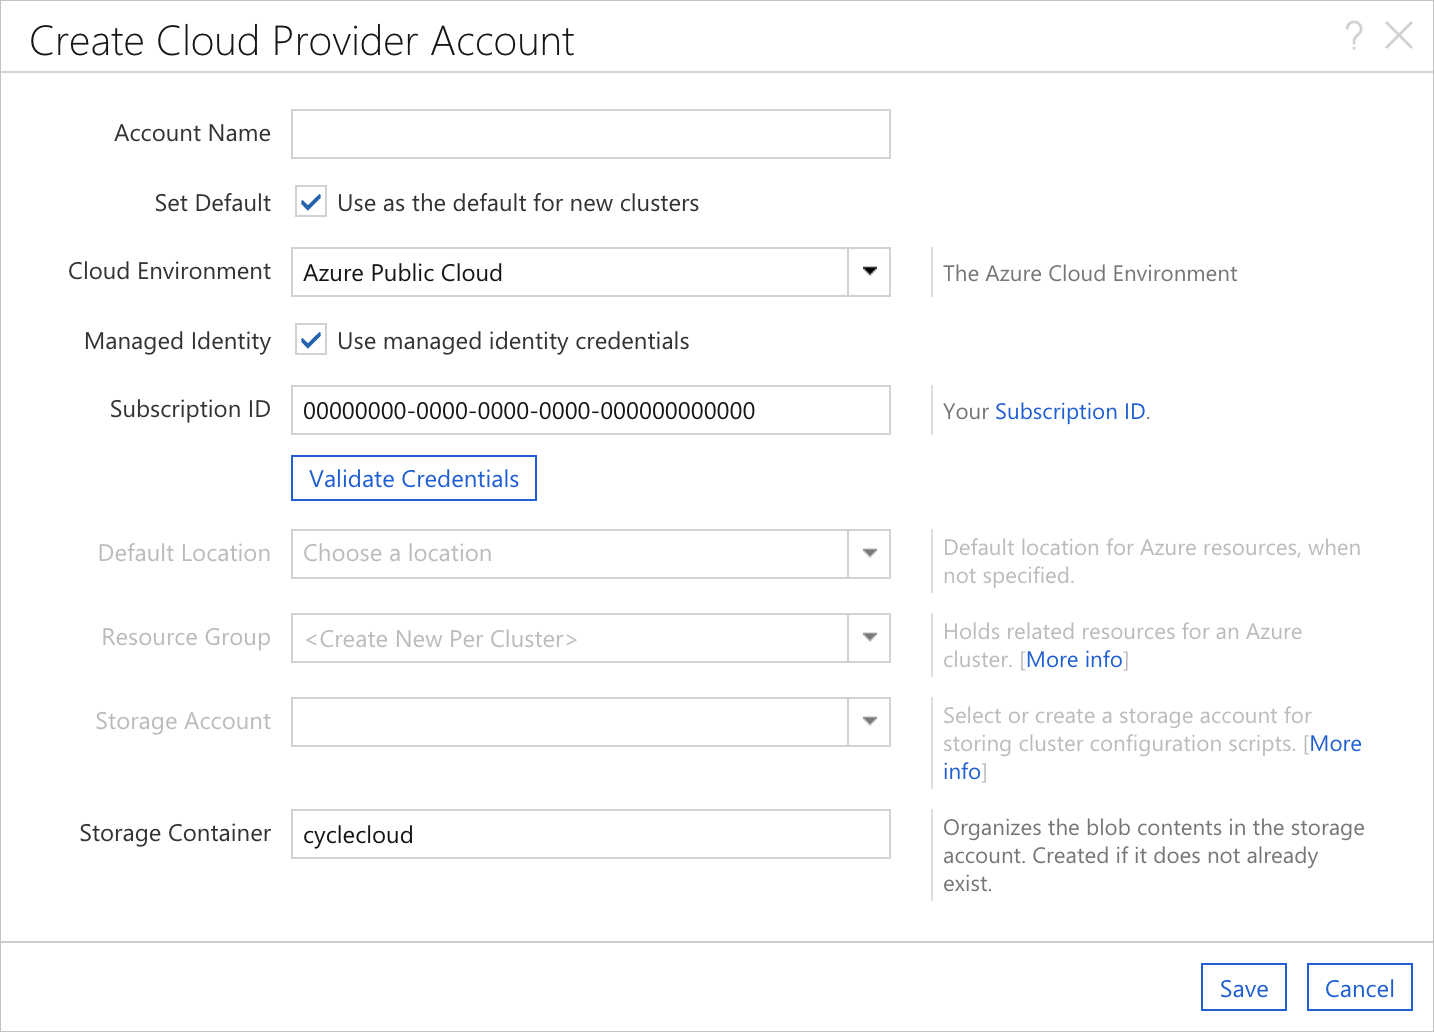 Create Cloud Provider Account
?
Account Name
Set Default
Use as the default for new clusters
Cloud Environment
Azure Public Cloud
The Azure Cloud Environment
Managed Identity
Use managed identity credentials
Subscription ID
00000000-0000-0000-0000-000000000000
Your Subscription ID.
Validate Credentials
Default Location
Choose a location
Default location for Azure resources, when
not specified.
Resource Group
<Create New Per Cluster>
Holds related resources for an Azure
cluster. [More info]
Storage Account
Select or create a storage account for
storing cluster configuration scripts. [More
info]
Storage Container
cyclecloud
Organizes the blob contents in the storage
account. Created if it does not already
exist.
Save
Cancel